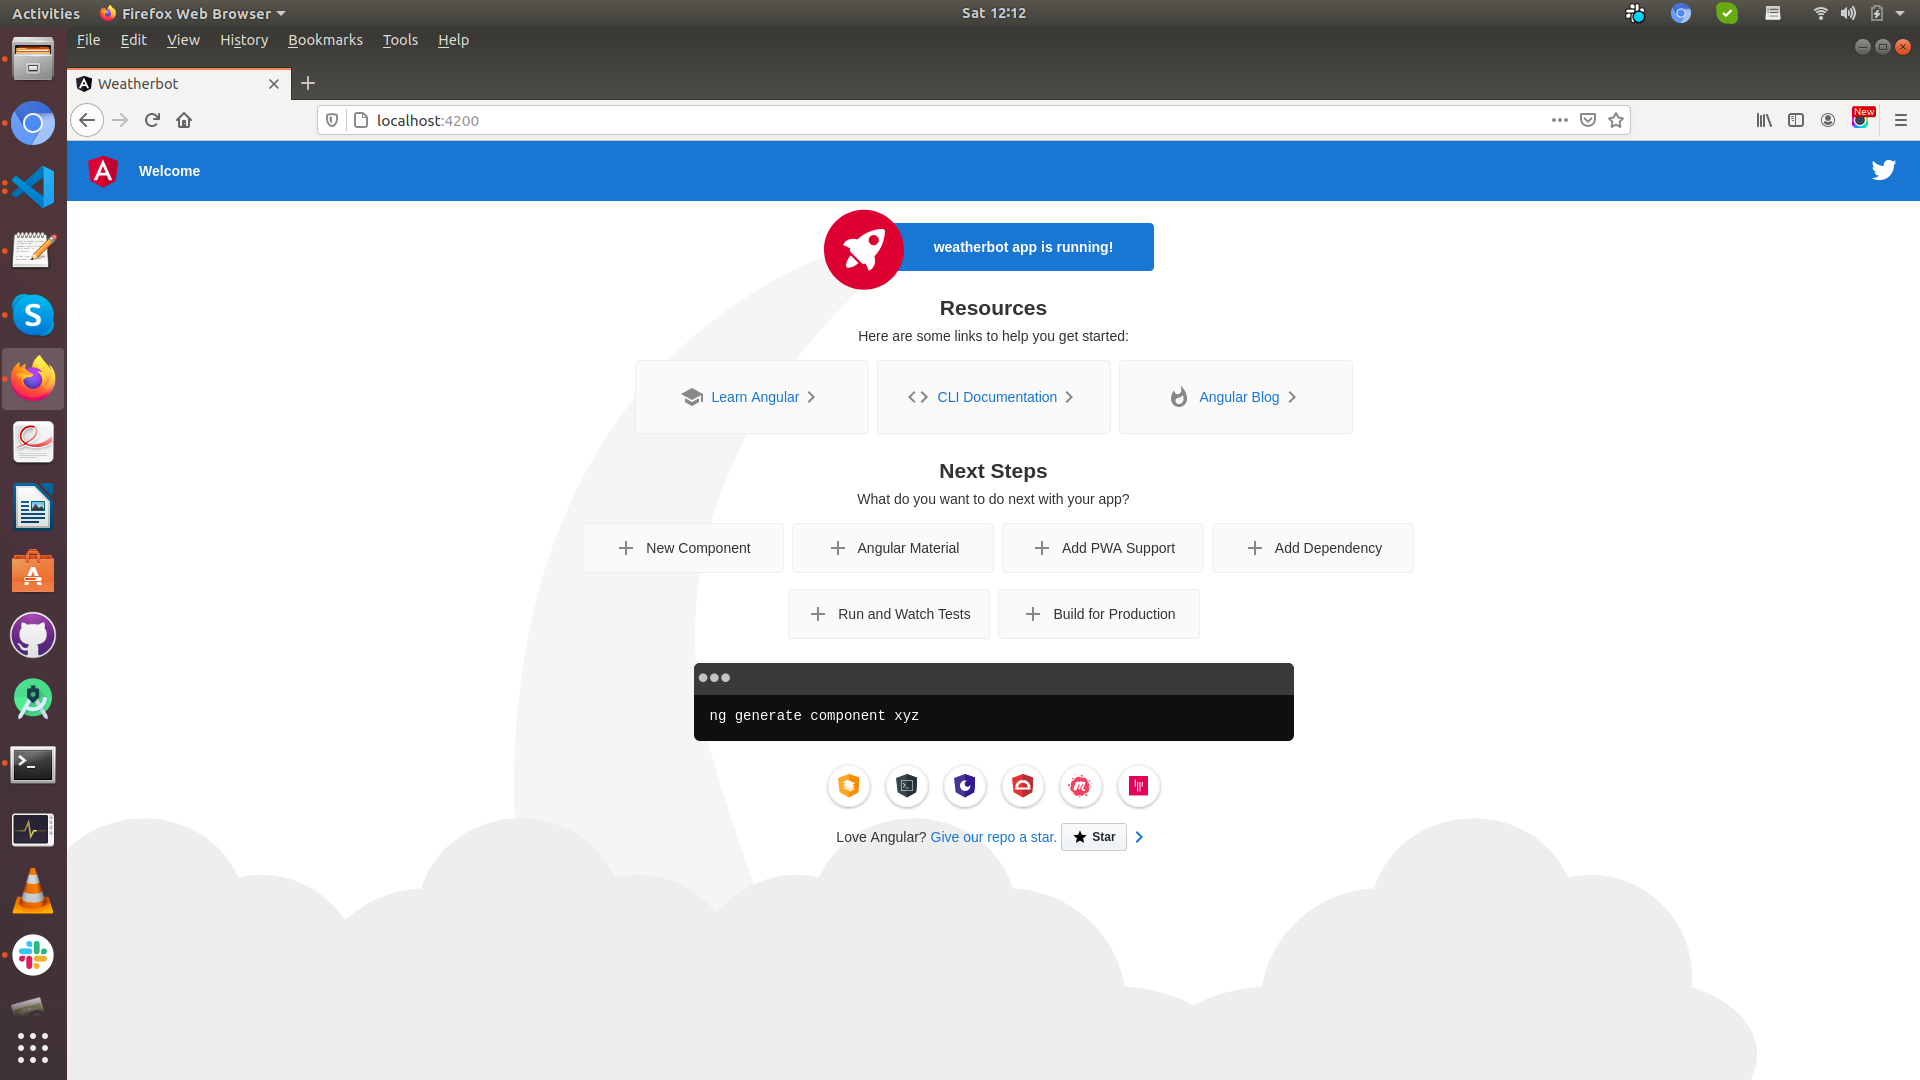 Activities Firefox Web Browser Sat 12:12
File Edit View History Bookmarks Tools Help
Weatherbot
localhost:4200
New
Welcome
weatherbot app is running!
Resources
Here are some links to help you get started:
Learn Angular CLI Documentation Angular Blog
Next Steps
What do you want to do next with your app?
New Component Angular Material Add PWA Support Add Dependency
Run and Watch Tests Build for Production
ng generate component xyz
Love Angular? Give our repo a star. Star